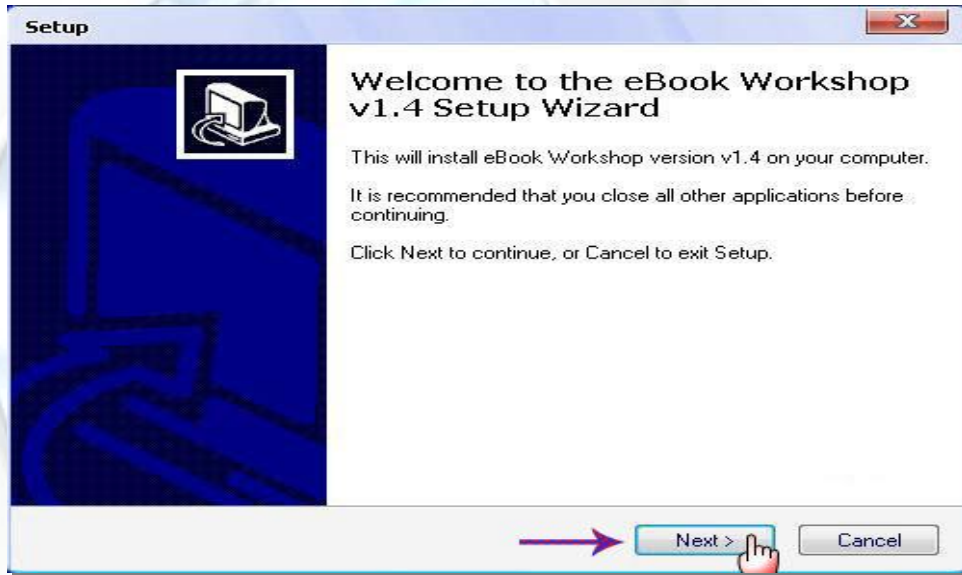 Setup
Welcome to the eBook Workshop
v1.4 Setup Wizard
This will install eBook Workshop version v1.4 on your computer.
It is recommended that you close all other applications before
continuing.
Click Next to continue, or Cancel to exit Setup.
Next >
Cancel